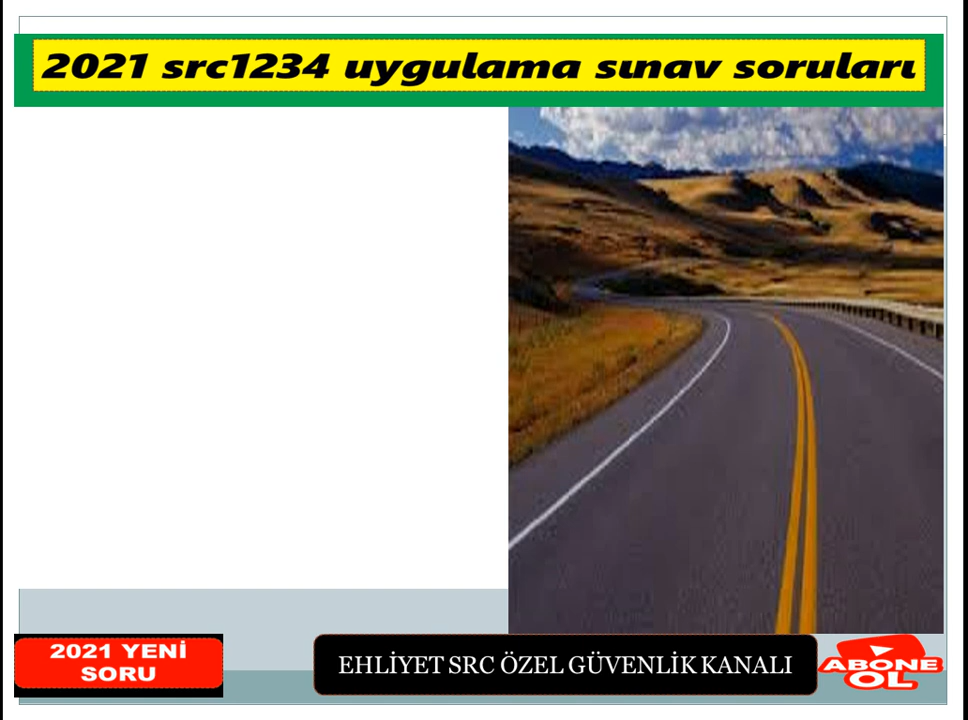 2021 src1234 uygulama sınav soruları
2021 YENİ
SORU
EHLİYET SRC ÖZEL GÜVENLİK KANALI
ABONE
OL